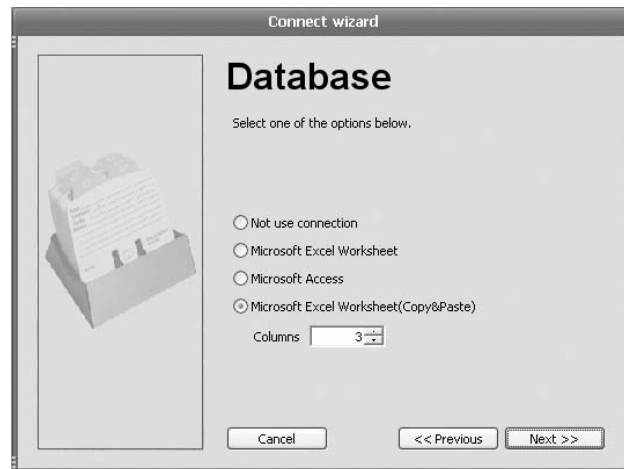 Connect wizard
Database
Select one of the options below.
Not use connection
Microsoft Excel Worksheet
Microsoft Access
Microsoft Excel Worksheet(Copy&Paste)
Columns 3
Cancel << Previous Next >>